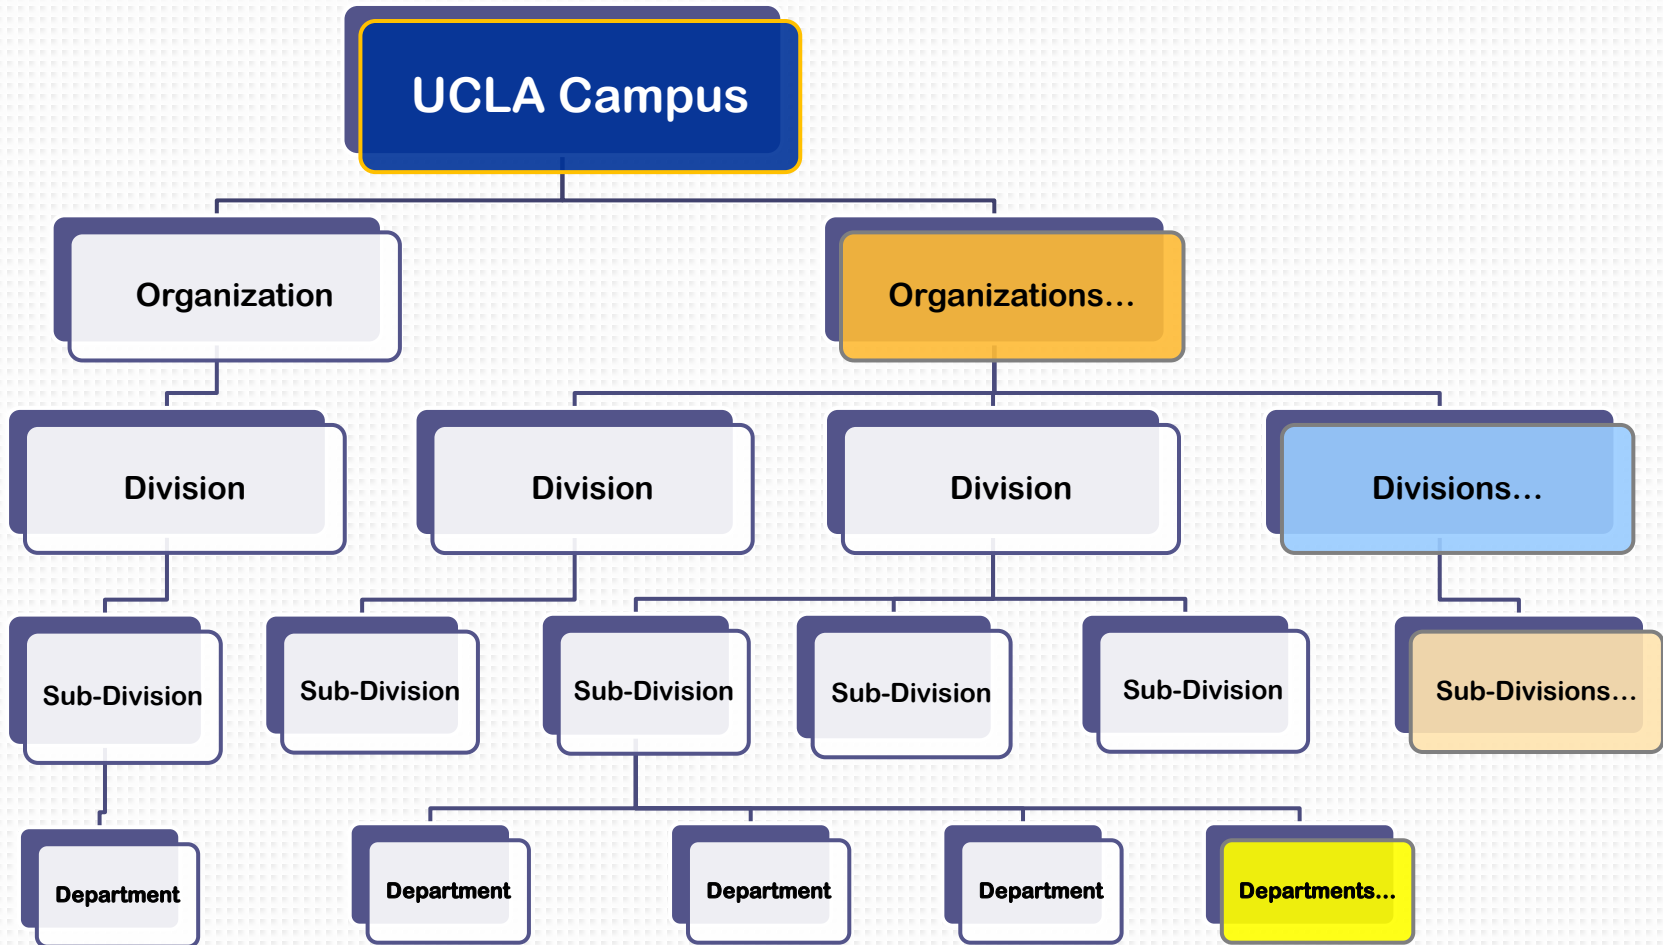 UCLA Campus
Organization
Organizations...
Division
Division
Division
Divisions...
Sub-Division
Sub-Division
Sub-Division
Sub-Division
Sub-Division
Sub-Divisions...
Department
Department
Department
Department
Departments...